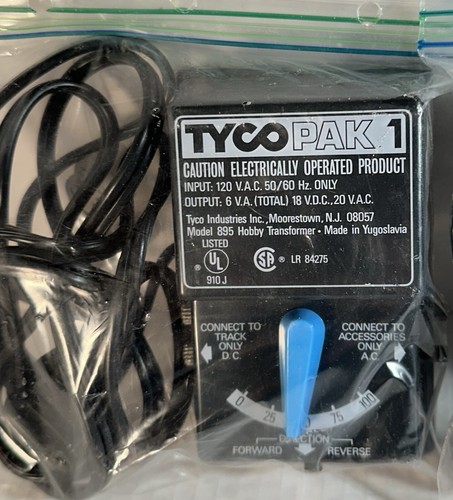 TYCO PAK 1
CAUTION ELECTRICALLY OPERATED PRODUCT
INPUT: 120 V.A.C. 50/60 Hz. ONLY
OUTPUT: 6 V.A. (TOTAL) 18 V.D.C., 20 V.A.C.
Tyco Industries Inc., Moorestown, N.J. 08057
Model 895 Hobby Transformer • Made in Yugoslavia
LISTED
UL ® SA ® LR 84275
910J
CONNECT TO
TRACK
ONLY
D.C.
CONNECT TO
ACCESSORIES
ONLY
A.C.
0 25 75 100
DIRECTION
FORWARD REVERSE